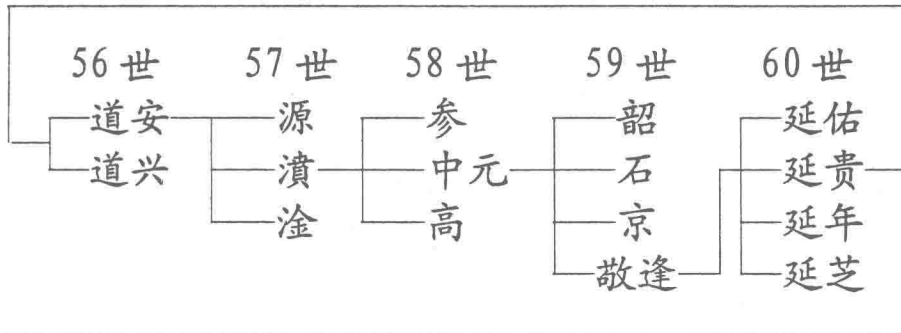 56世 57世 58世 59世 60世
道安 源 参 韶 延佑
道兴 濆 中元 石 延贵
淦 高 京 延年
敬逢 延芝